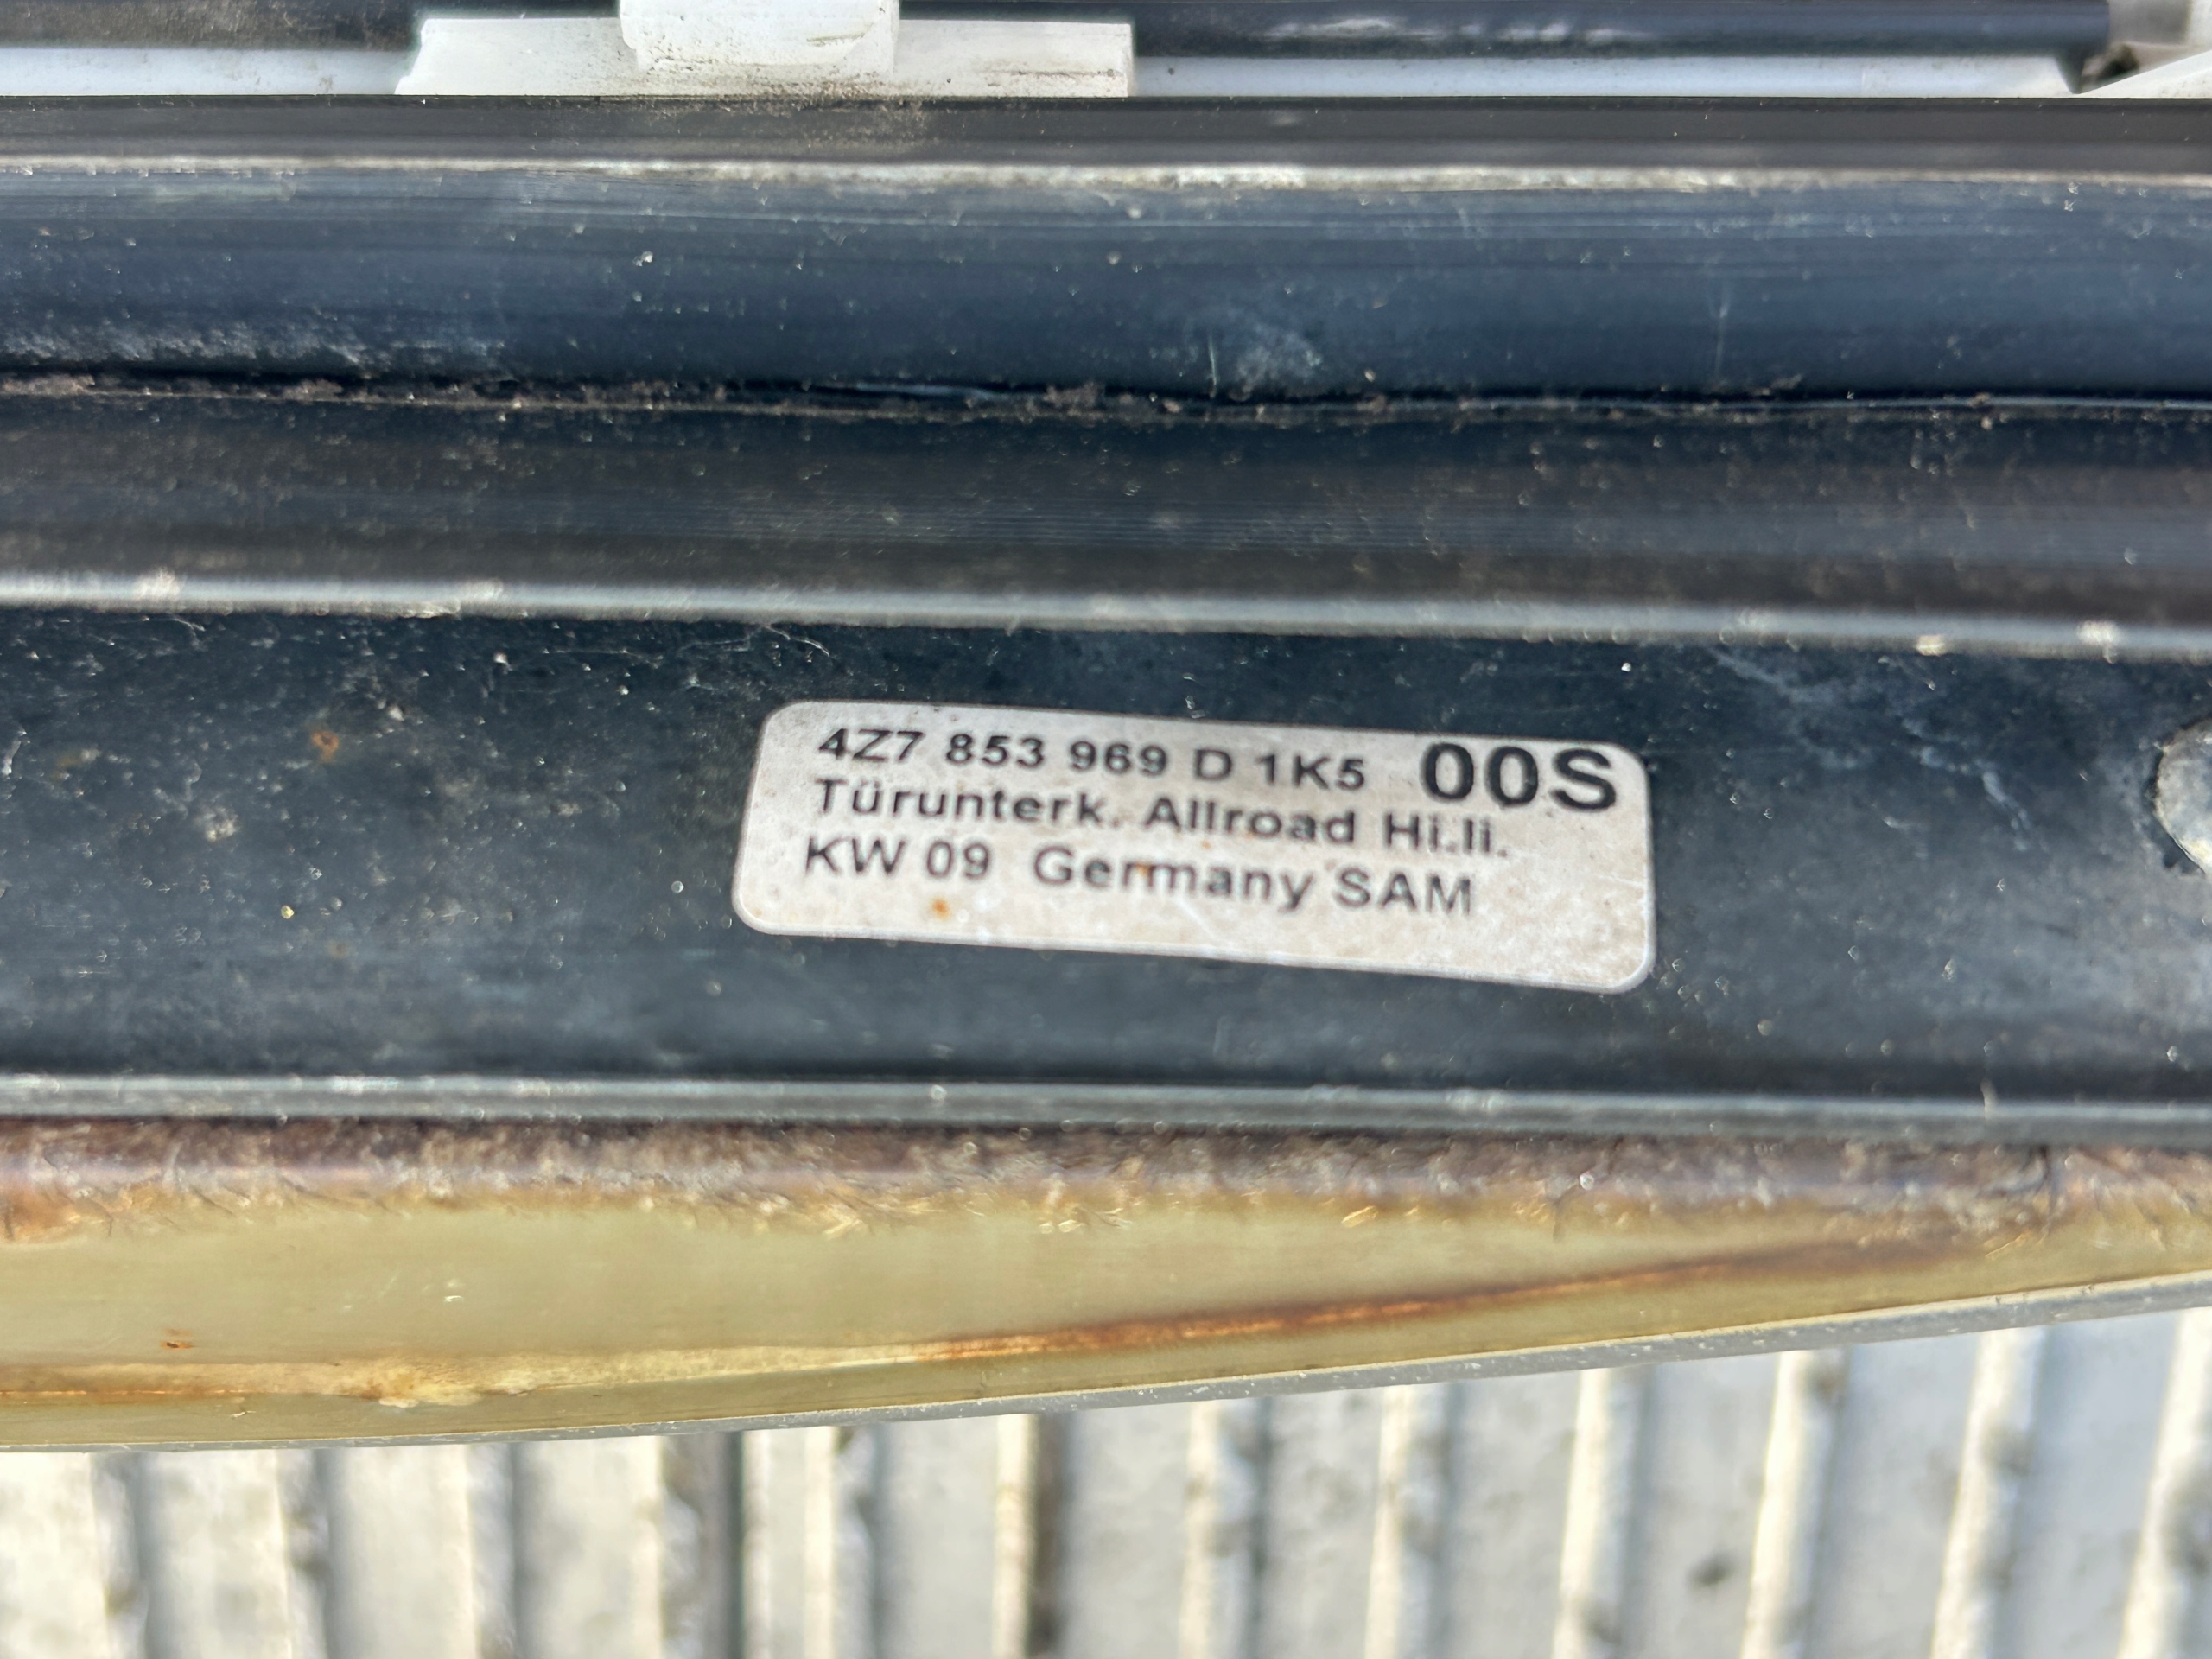 4Z7 853 969 D 1K5 00S
Türunterk. Allroad Hi.li.
KW 09 Germany SAM